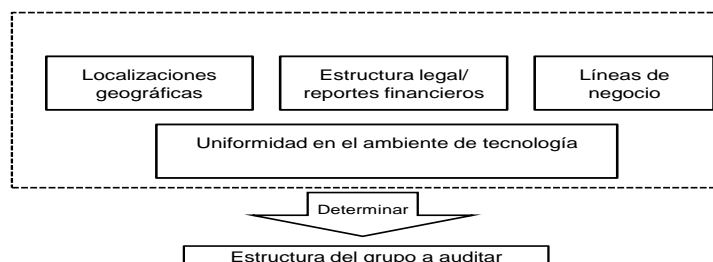 Localizaciones
geográficas
Estructura legal/
reportes financieros
Líneas de
negocio
Uniformidad en el ambiente de tecnología
Determinar
Estructura del grupo a auditar